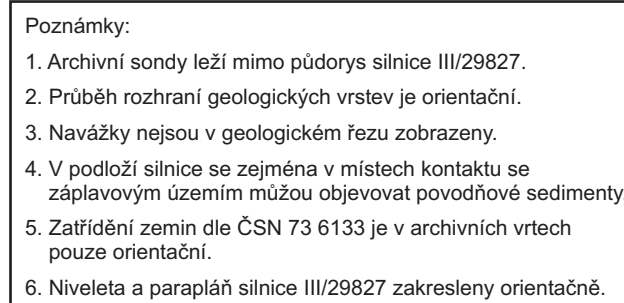 Poznámky:
1. Archivní sondy leží mimo půdorys silnice III/29827.
2. Průběh rozhraní geologických vrstev je orientační.
3. Navážky nejsou v geologickém řezu zobrazeny.
4. V podloží silnice se zejména v místech kontaktu se
záplavovým územím můžou objevovat povodňové sedimenty.
5. Zatřídění zemin dle ČSN 73 6133 je v archivních vrtech
pouze orientační.
6. Niveleta a parapláň silnice III/29827 zakresleny orientačně.